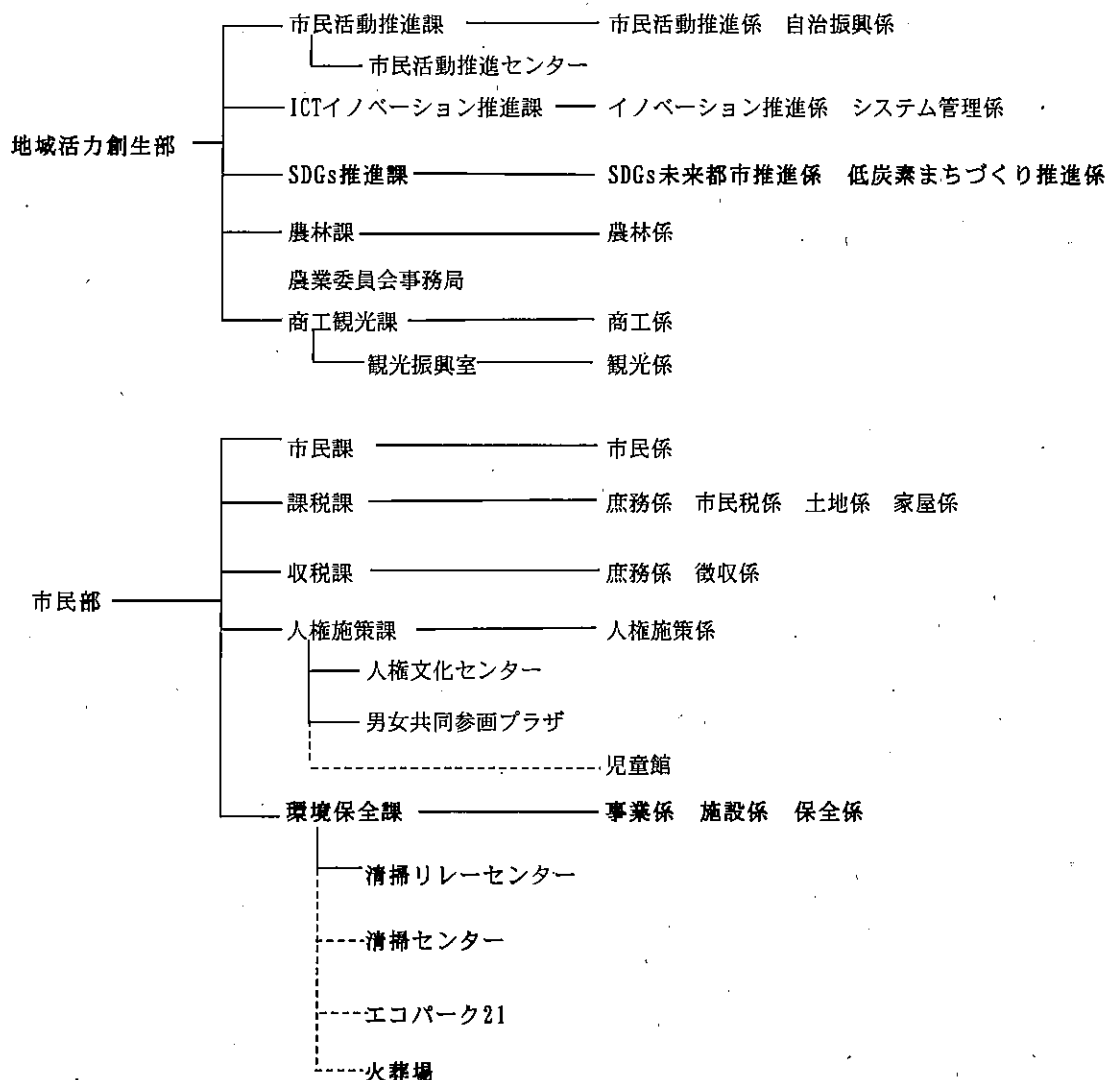 市民活動推進課 市民活動推進係 自治振興係
市民活動推進センター
ICTイノベーション推進課 イノベーション推進係 システム管理係
地域活力創生部
SDGs推進課 SDGs未来都市推進係 低炭素まちづくり推進係
農林課 農林係
農業委員会事務局
商工観光課 商工係
観光振興室 観光係
市民課 市民係
課税課 庶務係 市民税係 土地係 家屋係
収税課 庶務係 徴収係
市民部
人権施策課 人権施策係
人権文化センター
男女共同参画プラザ
児童館
環境保全課 事業係 施設係 保全係
清掃リレーセンター
清掃センター
エコパーク21
火葬場